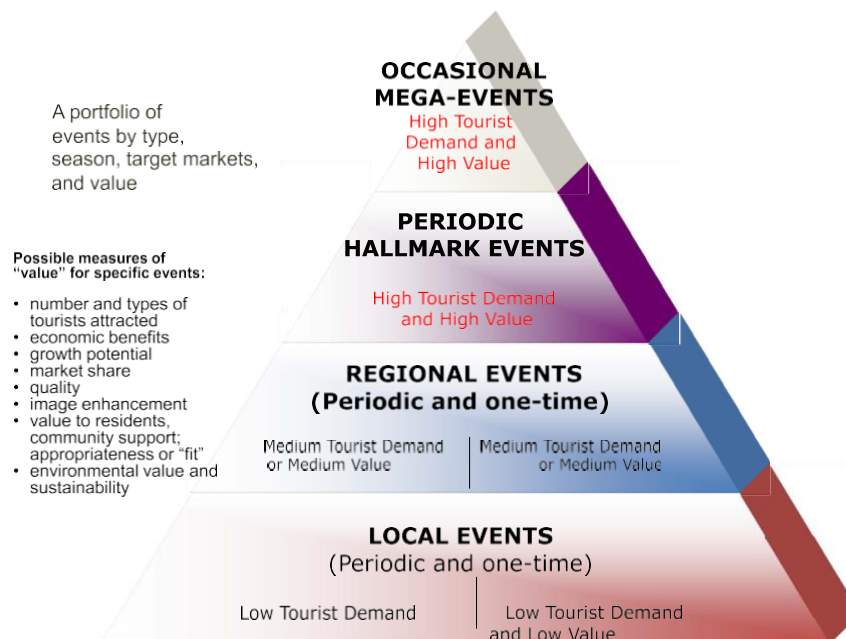 OCCASIONAL
MEGA-EVENTS
High Tourist
Demand and
High Value
A portfolio of
events by type,
season, target markets,
and value
PERIODIC
HALLMARK EVENTS
High Tourist Demand
and High Value
Possible measures of
“value” for specific events:
• number and types of
tourists attracted
• economic benefits
• growth potential
• market share
• quality
• image enhancement
• value to residents,
community support;
appropriateness or “fit”
• environmental value and
sustainability
REGIONAL EVENTS
(Periodic and one-time)
Medium Tourist Demand
or Medium Value
Medium Tourist Demand
or Medium Value
LOCAL EVENTS
(Periodic and one-time)
Low Tourist Demand
Low Tourist Demand
and Low Value